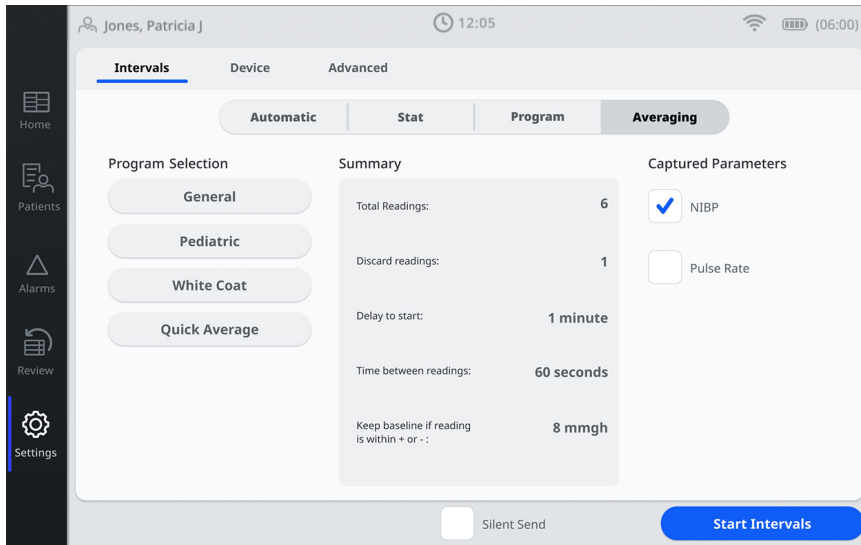 Jones, Patricia J
12:05
(06:00)
Home
Patients
Alarms
Review
Settings
Intervals Device Advanced
Automatic Stat Program Averaging
Program Selection
General
Pediatric
White Coat
Quick Average
Summary
Total Readings: 6
Discard readings: 1
Delay to start: 1 minute
Time between readings: 60 seconds
Keep baseline if reading
is within + or - : 8 mmgh
Captured Parameters
NIBP
Pulse Rate
Silent Send
Start Intervals